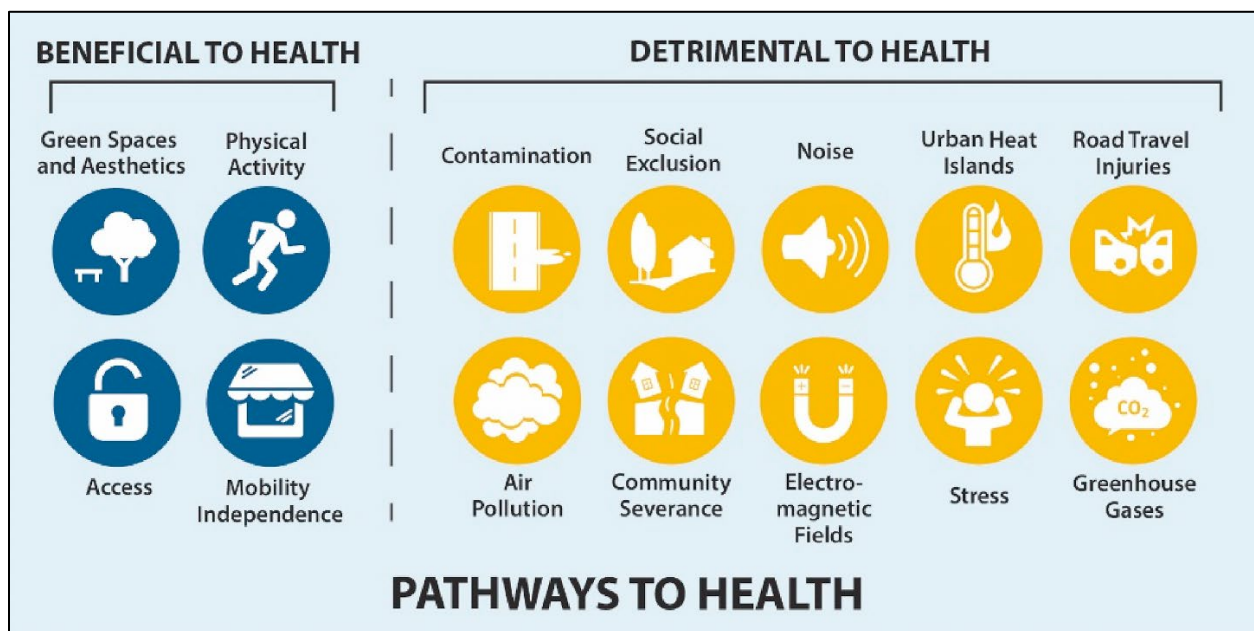 BENEFICIAL TO HEALTH
DETRIMENTAL TO HEALTH
Green Spaces
and Aesthetics
Physical
Activity
Contamination
Social
Exclusion
Noise
Urban Heat
Islands
Road Travel
Injuries
Access
Mobility
Independence
Air
Pollution
Community
Severance
Electro-
magnetic
Fields
Stress
CO₂
Greenhouse
Gases
PATHWAYS TO HEALTH